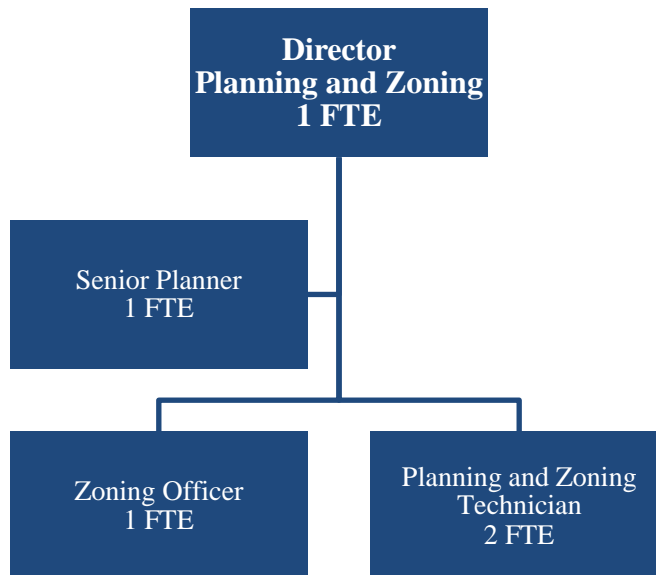 Director
Planning and Zoning
1 FTE
Senior Planner
1 FTE
Zoning Officer
1 FTE
Planning and Zoning
Technician
2 FTE